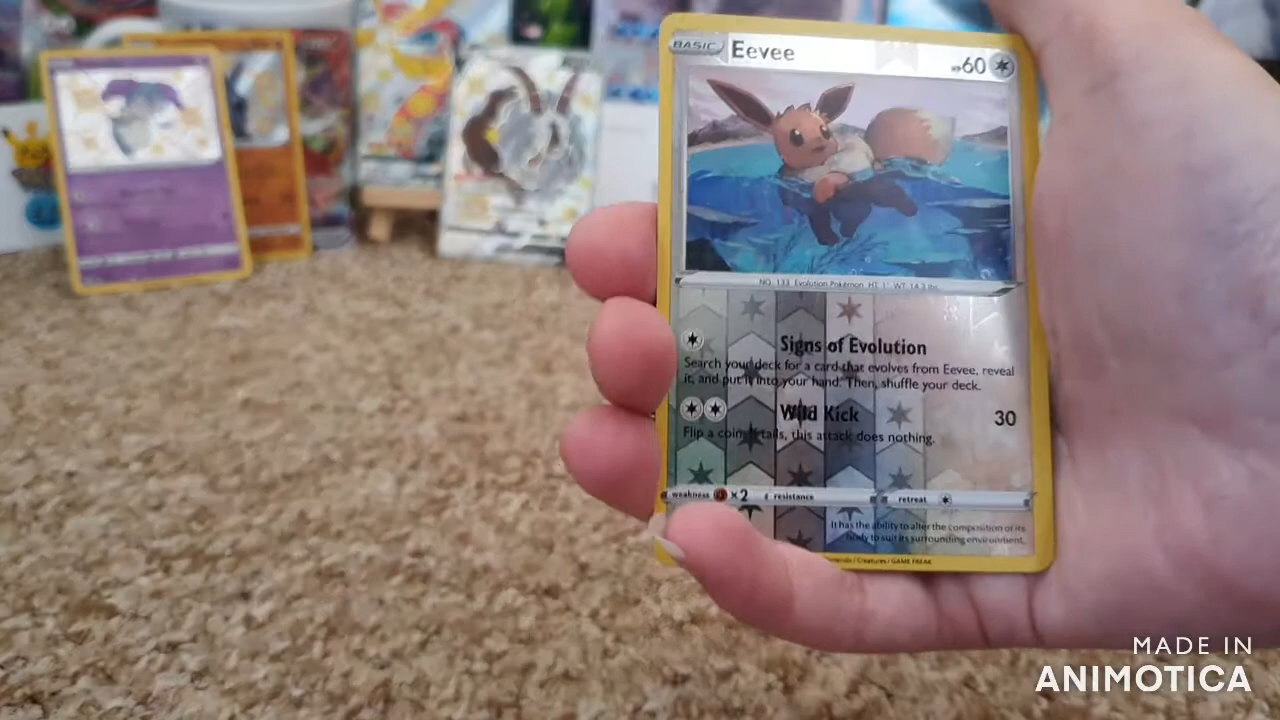 BASIC Eevee HP60
NO. 133 Evolution Pokémon HT: 1' WT: 14.3 lbs.
Signs of Evolution
Search your deck for a card that evolves from Eevee, reveal
it, and put it into your hand. Then, shuffle your deck.
Wild Kick 30
Flip a coin. If tails, this attack does nothing.
weakness ×2 resistance retreat
It has the ability to alter the composition of its
body to suit its surrounding environment.
/ Creatures / GAME FREAK
MADE IN
ANIMOTICA